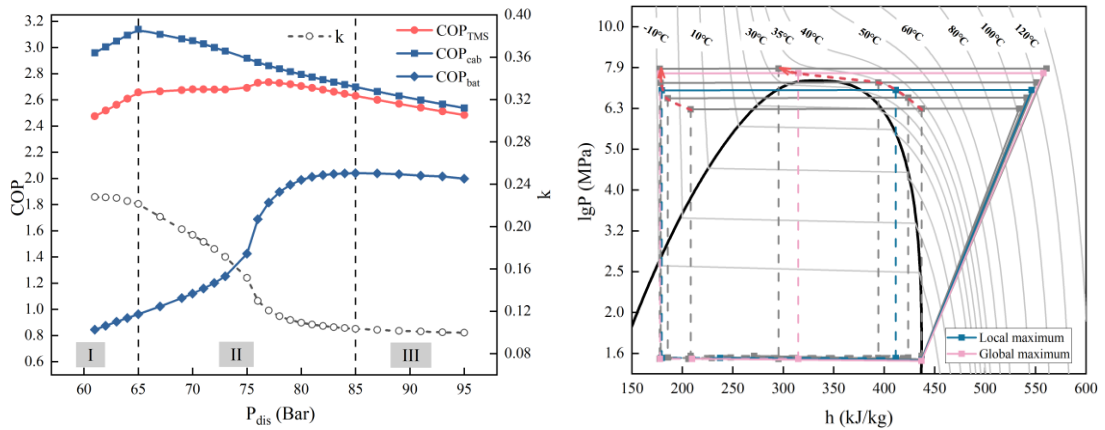 3.2
3.0
2.8
2.6
2.4
2.2
2.0
1.8
1.6
1.4
1.2
1.0
0.8
0.6
COP
0.40
0.36
0.32
0.28
0.24
0.20
0.16
0.12
0.08
k
k
COP_TMS
COP_cab
COP_bat
I
II
III
60 65 70 75 80 85 90 95
P_dis (Bar)
10.0
7.9
6.3
5.0
4.0
3.2
2.5
2.0
1.6
lgP (MPa)
-10℃ 10℃ 30℃ 35℃ 40℃ 50℃ 60℃ 80℃ 100℃ 120℃
Local maximum
Global maximum
150 200 250 300 350 400 450 500 550 600
h (kJ/kg)